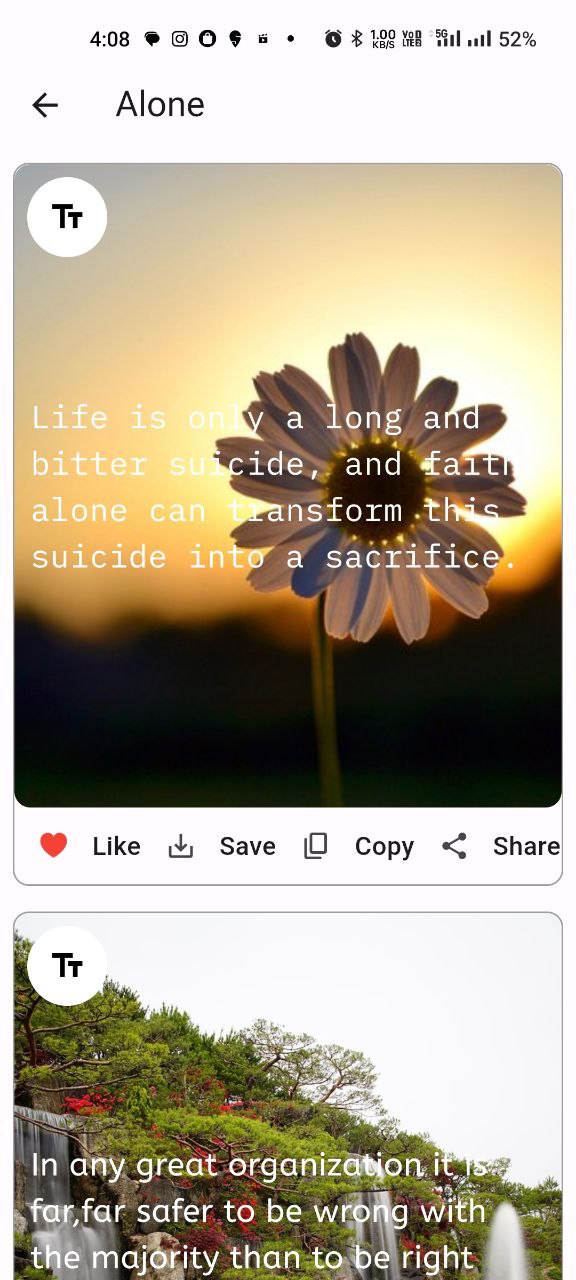 4:08
1.00 KB/S
VoD LTE2
5G
52%
Alone
Tт
Life is only a long and
bitter suicide, and faith
alone can transform this
suicide into a sacrifice.
Like Save Copy Share
Tт
In any great organization it is
far,far safer to be wrong with
the majority than to be right